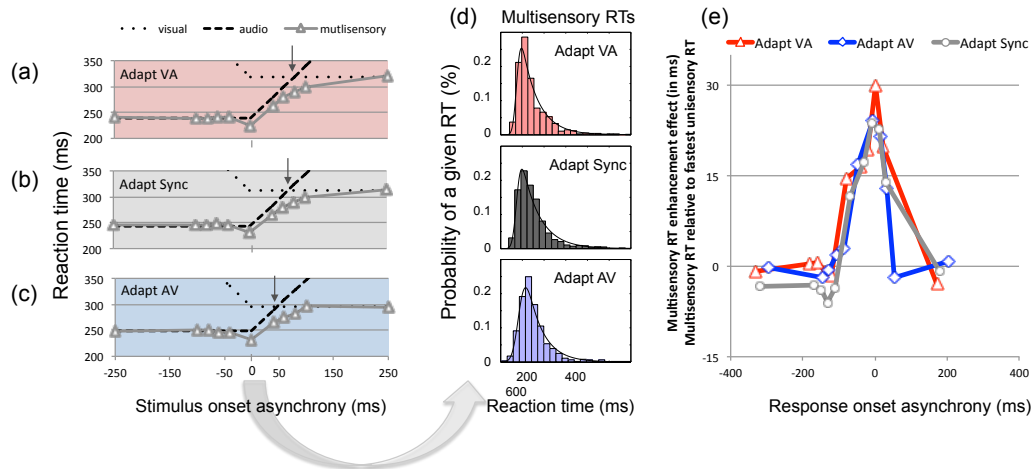 visual audio mutlisensory
(a)
350
300
250
200
Adapt VA
0
(b)
350
300
250
200
Adapt Sync
(c)
350
300
250
200
Adapt AV
-250 -150 -50 0 50 150 250
Reaction time (ms)
Stimulus onset asynchrony (ms)
(d) Multisensory RTs
0.2
0.1
0
Adapt VA
0.2
0.1
0
Adapt Sync
0.2
0.1
0
Adapt AV
200 400
600
Probability of a given RT (%)
Reaction time (ms)
(e)
Adapt VA Adapt AV Adapt Sync
30
15
0
-15
-400 -200 0 200 400
Multisensory RT enhancement effect (in ms)
Multisensory RT relative to fastest unisensory RT
Response onset asynchrony (ms)